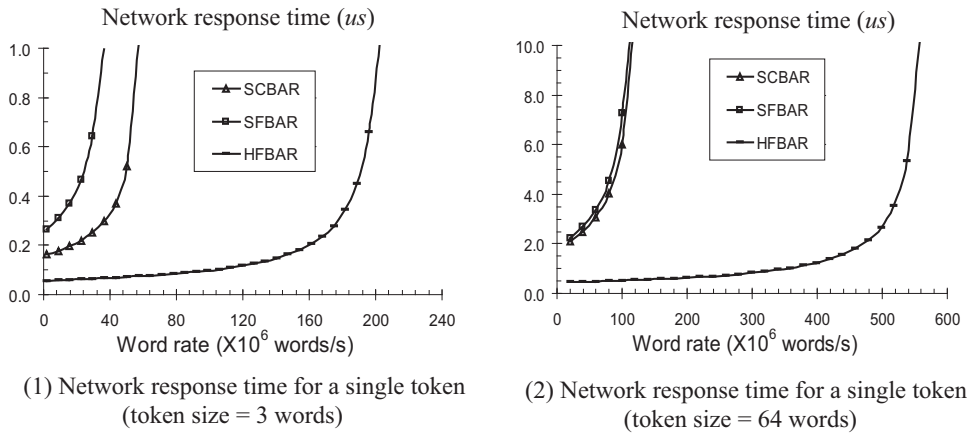 Network response time (us)
1.0
0.8
0.6
0.4
0.2
0.0
SCBAR
SFBAR
HFBAR
0 40 80 120 160 200 240
Word rate (X10^6 words/s)
(1) Network response time for a single token
(token size = 3 words)
Network response time (us)
10.0
8.0
6.0
4.0
2.0
0.0
SCBAR
SFBAR
HFBAR
0 100 200 300 400 500 600
Word rate (X10^6 words/s)
(2) Network response time for a single token
(token size = 64 words)